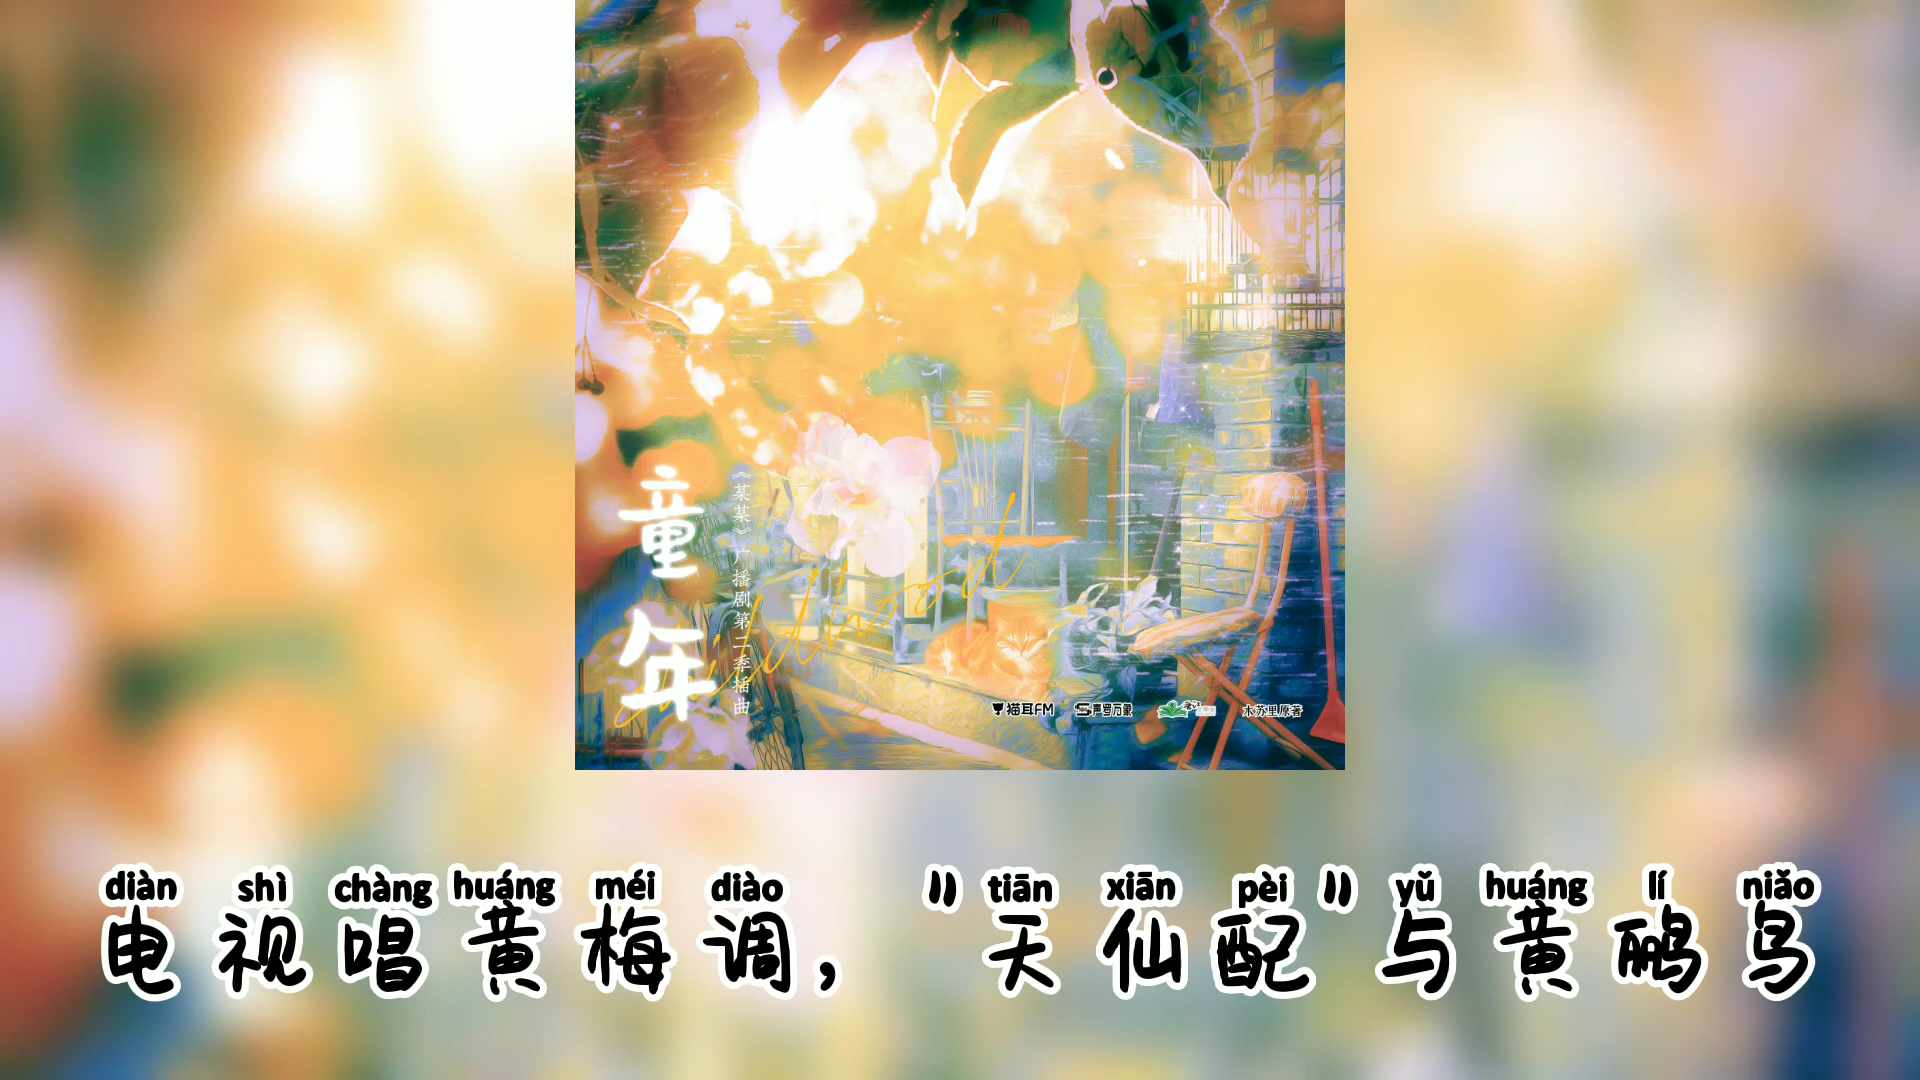 童年
《某某》广播剧第二季插曲
Childhood
猫耳FM
声罗万象
木苏里原著
diàn shì chàng huáng méi diào " tiān xiān pèi " yǔ huáng lí niǎo
电视唱黄梅调，"天仙配"与黄鹂鸟